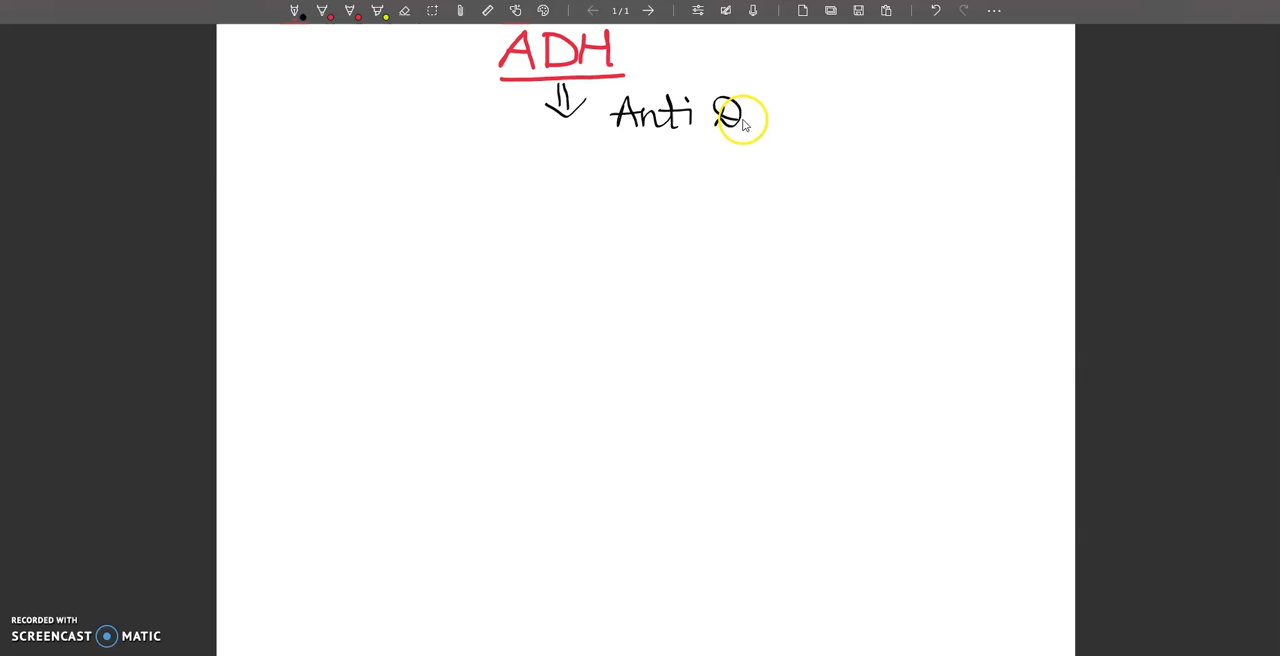 1/1
ADH
Anti D
RECORDED WITH
SCREENCAST MATIC